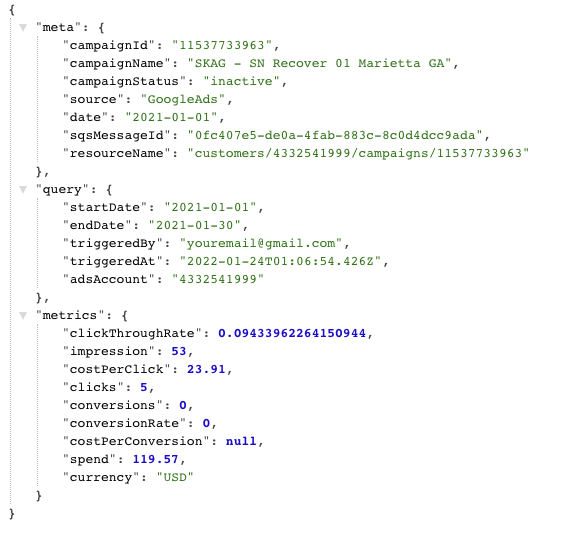 {
"meta": {
"campaignId": "11537733963",
"campaignName": "SKAG - SN Recover 01 Marietta GA",
"campaignStatus": "inactive",
"source": "GoogleAds",
"date": "2021-01-01",
"sqsMessageId": "0fc407e5-de0a-4fab-883c-8c0d4dcc9ada",
"resourceName": "customers/4332541999/campaigns/11537733963"
},
"query": {
"startDate": "2021-01-01",
"endDate": "2021-01-30",
"triggeredBy": "youremail@gmail.com",
"triggeredAt": "2022-01-24T01:06:54.426Z",
"adsAccount": "4332541999"
},
"metrics": {
"clickThroughRate": 0.09433962264150944,
"impression": 53,
"costPerClick": 23.91,
"clicks": 5,
"conversions": 0,
"conversionRate": 0,
"costPerConversion": null,
"spend": 119.57,
"currency": "USD"
}
}